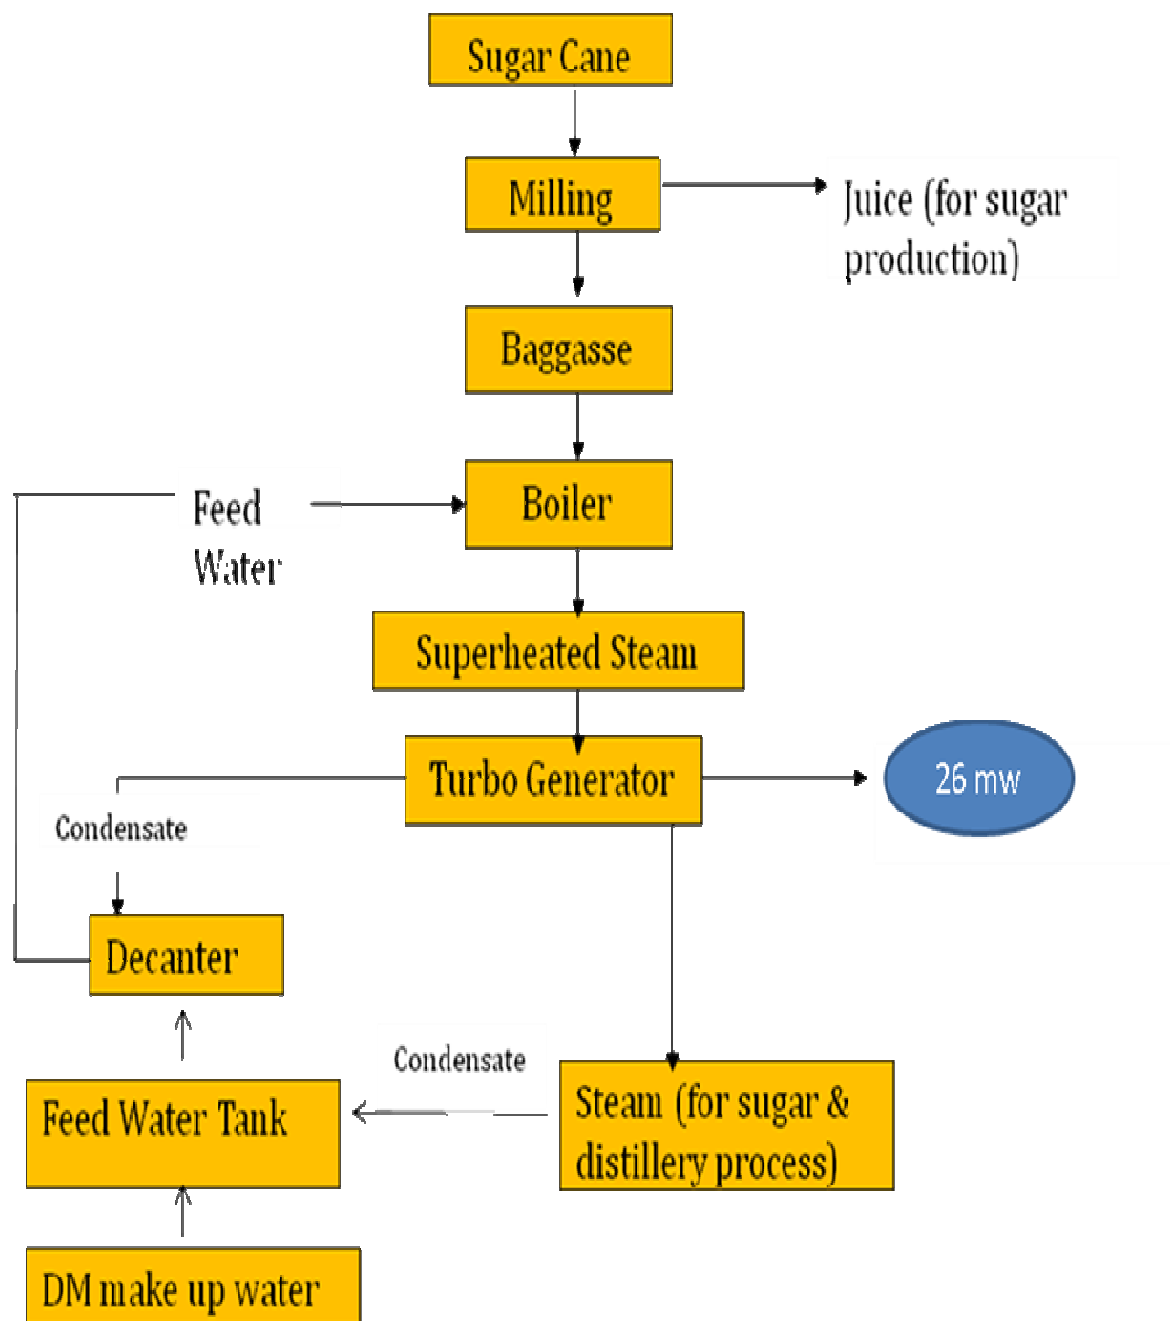 Sugar Cane
Milling
Juice (for sugar
production)
Baggasse
Boiler
Feed
Water
Superheated Steam
Turbo Generator
26 mw
Condensate
Decanter
Condensate
Feed Water Tank
Steam (for sugar &
distillery process)
DM make up water